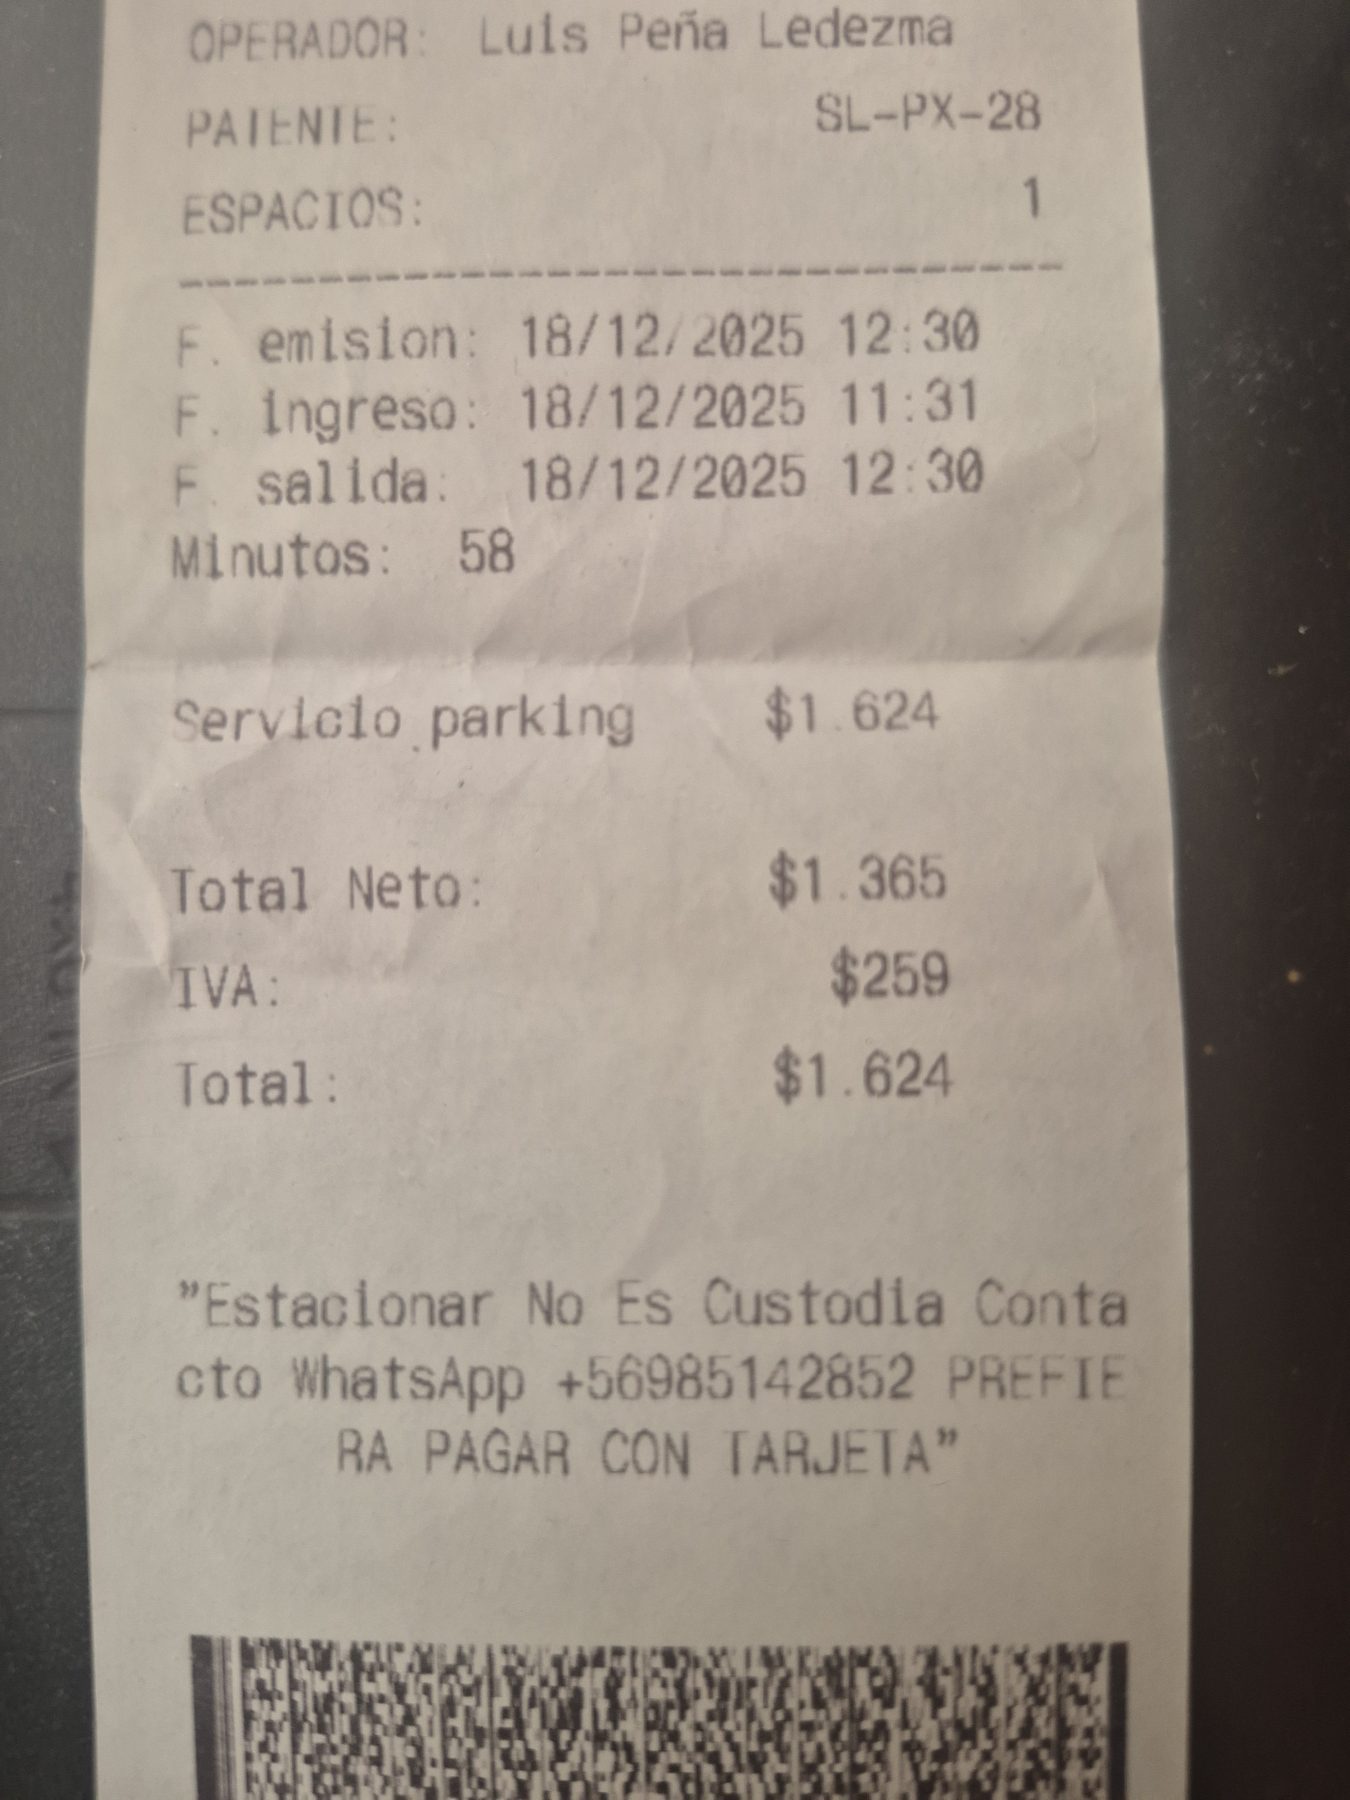 OPERADOR: Luis Peña Ledezma
PATENTE: SL-PX-28
ESPACIOS: 1
--------------------------------
F. emision: 18/12/2025 12:30
F. ingreso: 18/12/2025 11:31
F. salida: 18/12/2025 12:30
Minutos: 58
Servicio parking $1.624
Total Neto: $1.365
IVA: $259
Total: $1.624
"Estacionar No Es Custodia Conta
cto WhatsApp +56985142852 PREFIE
RA PAGAR CON TARJETA"